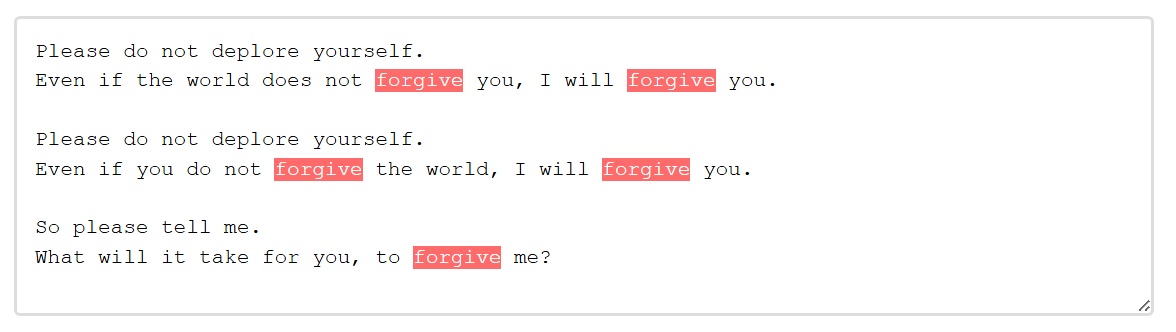 Please do not deplore yourself.
Even if the world does not forgive you, I will forgive you.
Please do not deplore yourself.
Even if you do not forgive the world, I will forgive you.
So please tell me.
What will it take for you, to forgive me?